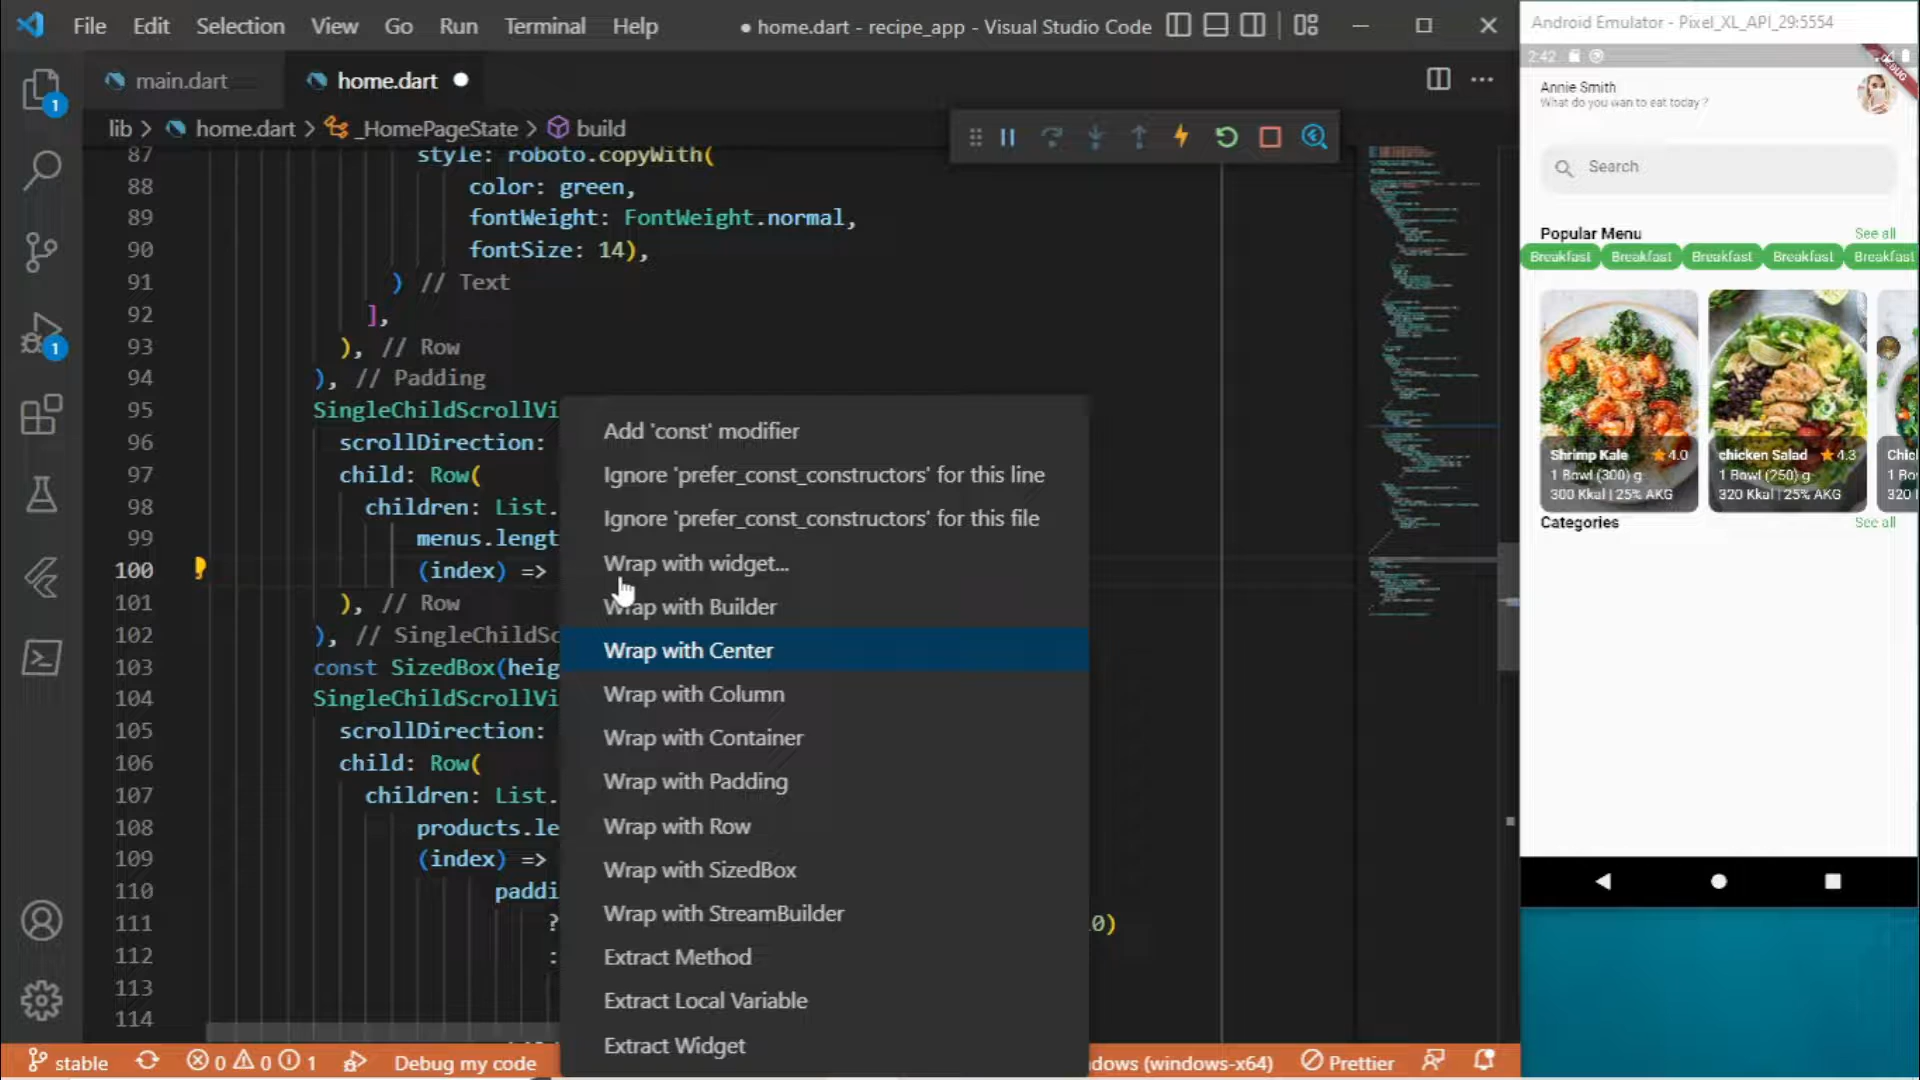 File Edit Selection View Go Run Terminal Help
● home.dart - recipe_app - Visual Studio Code
main.dart
home.dart
lib > home.dart > _HomePageState > build
87 style: roboto.copyWith(
88 color: green,
89 fontWeight: FontWeight.normal,
90 fontSize: 14),
91 ) // Text
92 ],
93 ), // Row
94 ), // Padding
95 SingleChildScrollVi
96 scrollDirection:
97 child: Row(
98 children: List.
99 menus.lengt
100 (index) =>
101 ), // Row
102 ), // SingleChildSc
103 const SizedBox(heig
104 SingleChildScrollVi
105 scrollDirection:
106 child: Row(
107 children: List.
108 products.le
109 (index) =>
110 paddi
111 ? 0)
112 :
113
114
Add 'const' modifier
Ignore 'prefer_const_constructors' for this line
Ignore 'prefer_const_constructors' for this file
Wrap with widget...
Wrap with Builder
Wrap with Center
Wrap with Column
Wrap with Container
Wrap with Padding
Wrap with Row
Wrap with SizedBox
Wrap with StreamBuilder
Extract Method
Extract Local Variable
Extract Widget
1
1
stable 0 0 1 Debug my code
dows (windows-x64) Prettier
Android Emulator - Pixel_XL_API_29:5554
2:42
Annie Smith
What do you wan to eat today ?
Search
Popular Menu See all
Breakfast Breakfast Breakfast Breakfast Breakfast
Shrimp Kale 4.0
1 Bowl (300) g
300 Kkal | 25% AKG
chicken Salad 4.3
1 Bowl (250) g
320 Kkal | 25% AKG
Chic
1 Bo
320
Categories See all